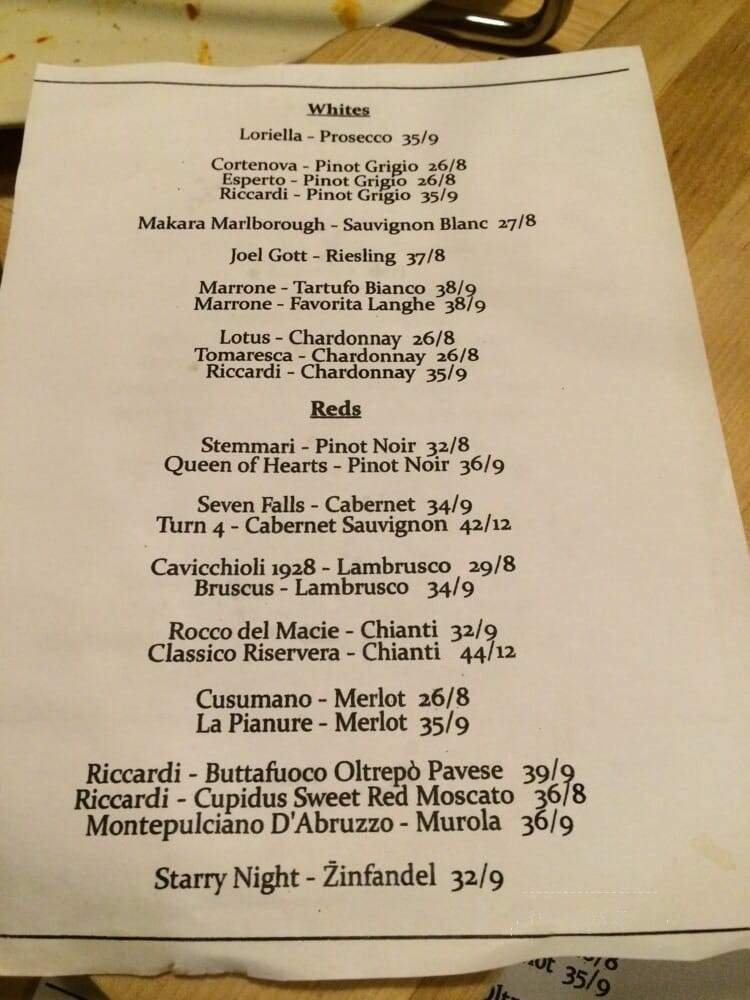 Whites
Loriella - Prosecco 35/9
Cortenova - Pinot Grigio 26/8
Esperto - Pinot Grigio 26/8
Riccardi - Pinot Grigio 35/9
Makara Marlborough - Sauvignon Blanc 27/8
Joel Gott - Riesling 37/8
Marrone - Tartufo Bianco 38/9
Marrone - Favorita Langhe 38/9
Lotus - Chardonnay 26/8
Tomaresca - Chardonnay 26/8
Riccardi - Chardonnay 35/9
Reds
Stemmari - Pinot Noir 32/8
Queen of Hearts - Pinot Noir 36/9
Seven Falls - Cabernet 34/9
Turn 4 - Cabernet Sauvignon 42/12
Cavicchioli 1928 - Lambrusco 29/8
Bruscus - Lambrusco 34/9
Rocco del Macie - Chianti 32/9
Classico Riservera - Chianti 44/12
Cusumano - Merlot 26/8
La Pianure - Merlot 35/9
Riccardi - Buttafuoco Oltrepò Pavese 39/9
Riccardi - Cupidus Sweet Red Moscato 36/8
Montepulciano D'Abruzzo - Murola 36/9
Starry Night - Žinfandel 32/9
35/9